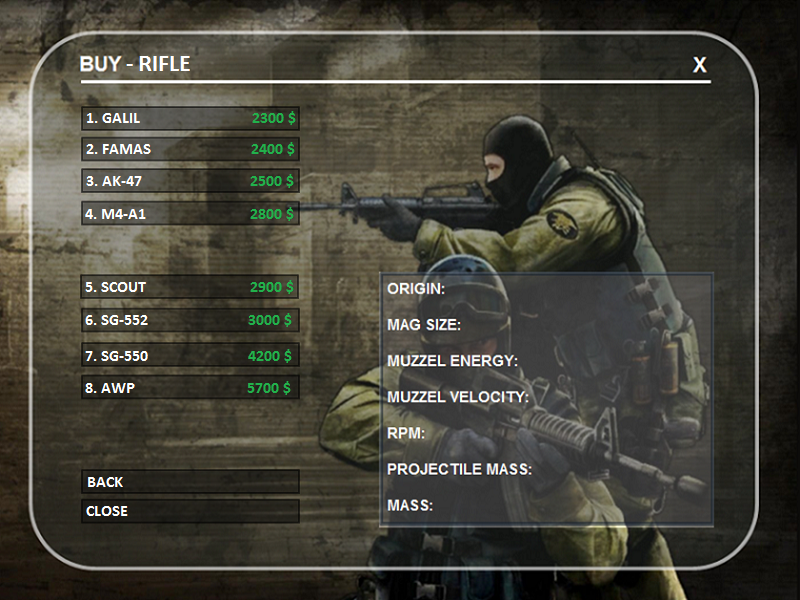 BUY - RIFLE X
1. GALIL 2300 $
2. FAMAS 2400 $
3. AK-47 2500 $
4. M4-A1 2800 $
5. SCOUT 2900 $
6. SG-552 3000 $
7. SG-550 4200 $
8. AWP 5700 $
BACK
CLOSE
ORIGIN:
MAG SIZE:
MUZZEL ENERGY:
MUZZEL VELOCITY:
RPM:
PROJECTILE MASS:
MASS: